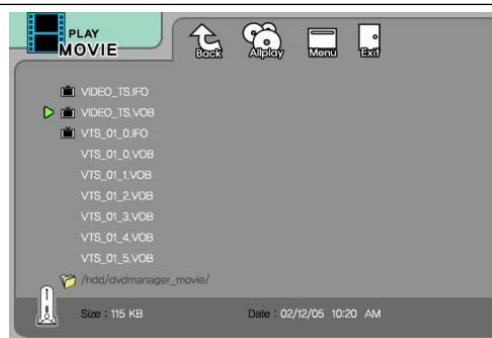 PLAY
MOVIE
Back
Allplay
Menu
Exit
VIDEO_TS.IFO
VIDEO_TS.VOB
VTS_01_0.IFO
VTS_01_0.VOB
VTS_01_1.VOB
VTS_01_2.VOB
VTS_01_3.VOB
VTS_01_4.VOB
VTS_01_5.VOB
/hdd/dvdmanager_movie/
Size : 115 KB
Date : 02/12/05 10:20 AM